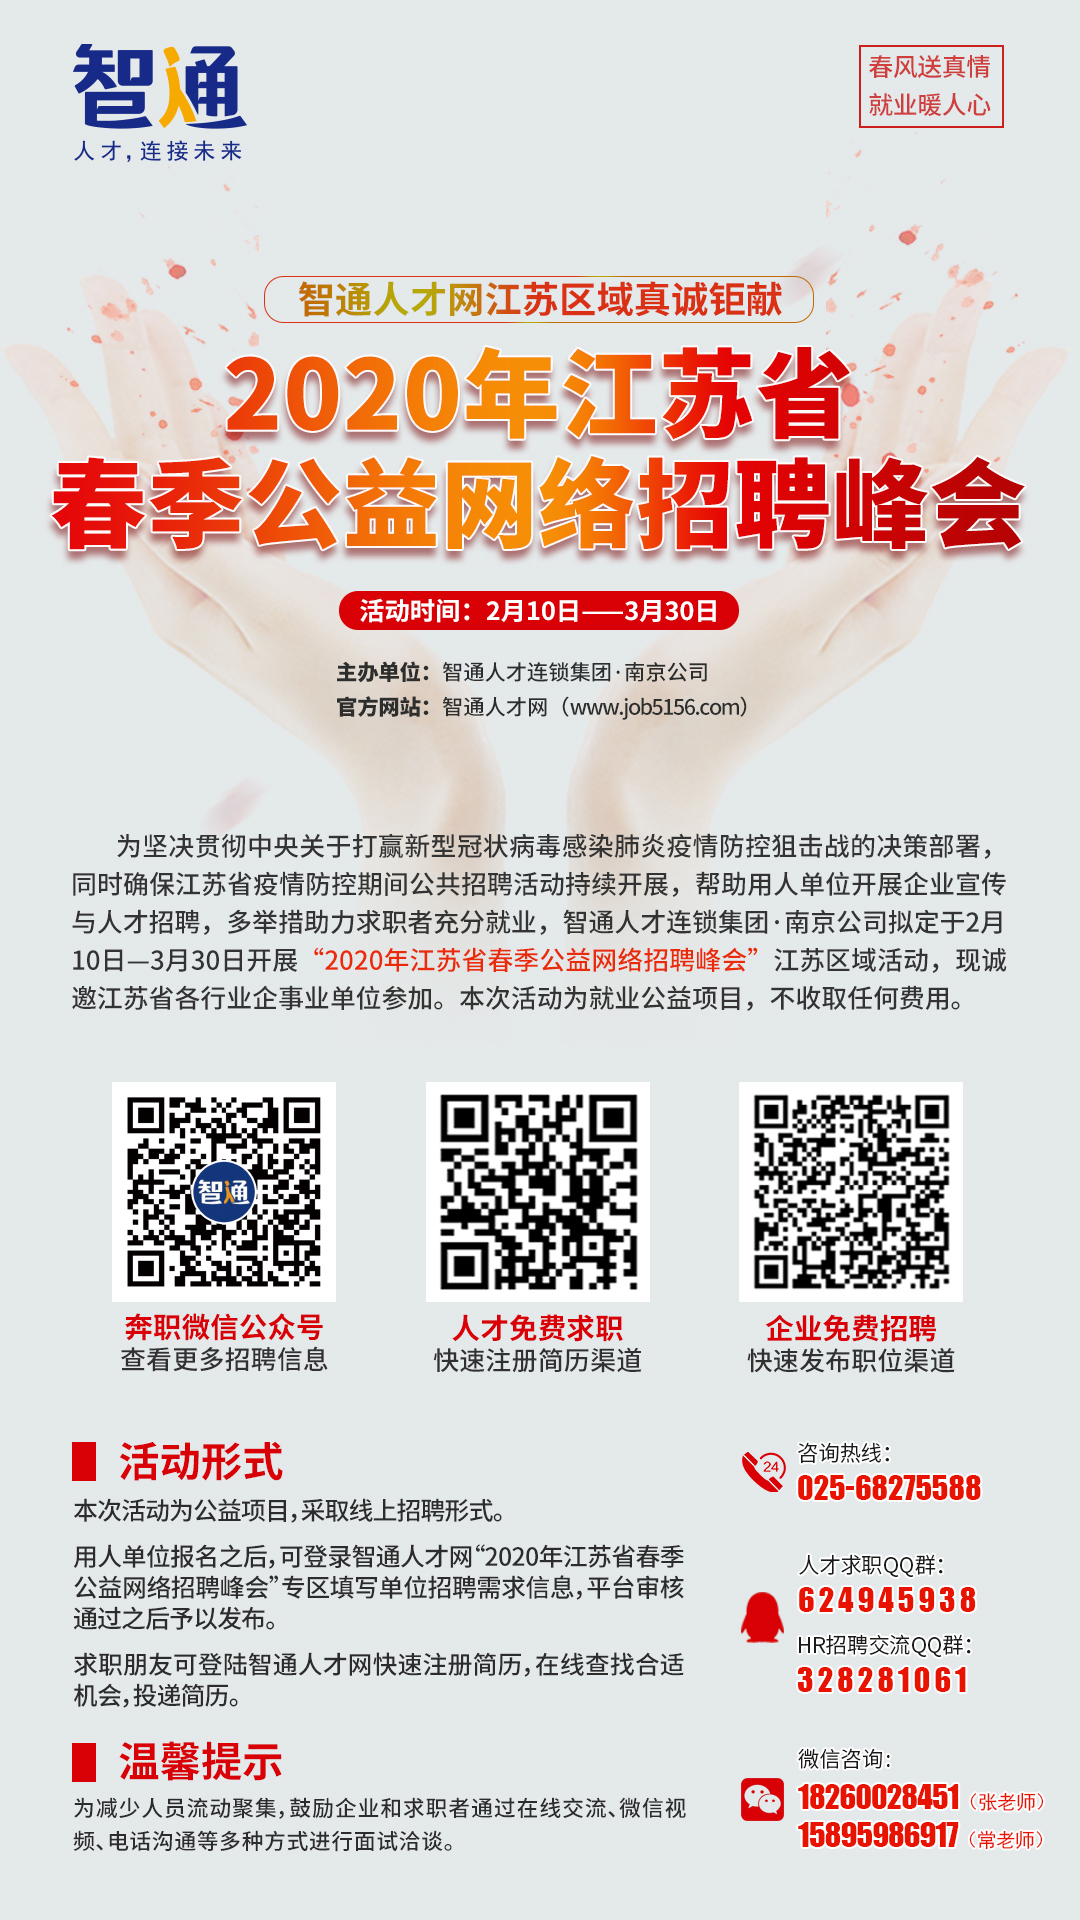 智通
人才，连接未来
春风送真情
就业暖人心
智通人才网江苏区域真诚钜献
2020年江苏省
春季公益网络招聘峰会
活动时间：2月10日——3月30日
主办单位：智通人才连锁集团·南京公司
官方网站：智通人才网（www.job5156.com）
为坚决贯彻中央关于打赢新型冠状病毒感染肺炎疫情防控狙击战的决策部署，
同时确保江苏省疫情防控期间公共招聘活动持续开展，帮助用人单位开展企业宣传
与人才招聘，多举措助力求职者充分就业，智通人才连锁集团·南京公司拟定于2月
10日—3月30日开展“2020年江苏省春季公益网络招聘峰会”江苏区域活动，现诚
邀江苏省各行业企事业单位参加。本次活动为就业公益项目，不收取任何费用。
智通
奔职微信公众号
查看更多招聘信息
人才免费求职
快速注册简历渠道
企业免费招聘
快速发布职位渠道
活动形式
本次活动为公益项目，采取线上招聘形式。
用人单位报名之后，可登录智通人才网“2020年江苏省春季
公益网络招聘峰会”专区填写单位招聘需求信息，平台审核
通过之后予以发布。
求职朋友可登陆智通人才网快速注册简历，在线查找合适
机会，投递简历。
温馨提示
为减少人员流动聚集，鼓励企业和求职者通过在线交流、微信视
频、电话沟通等多种方式进行面试洽谈。
24
咨询热线：
025-68275588
人才求职QQ群：
624945938
HR招聘交流QQ群：
328281061
微信咨询：
18260028451（张老师）
15895986917（常老师）